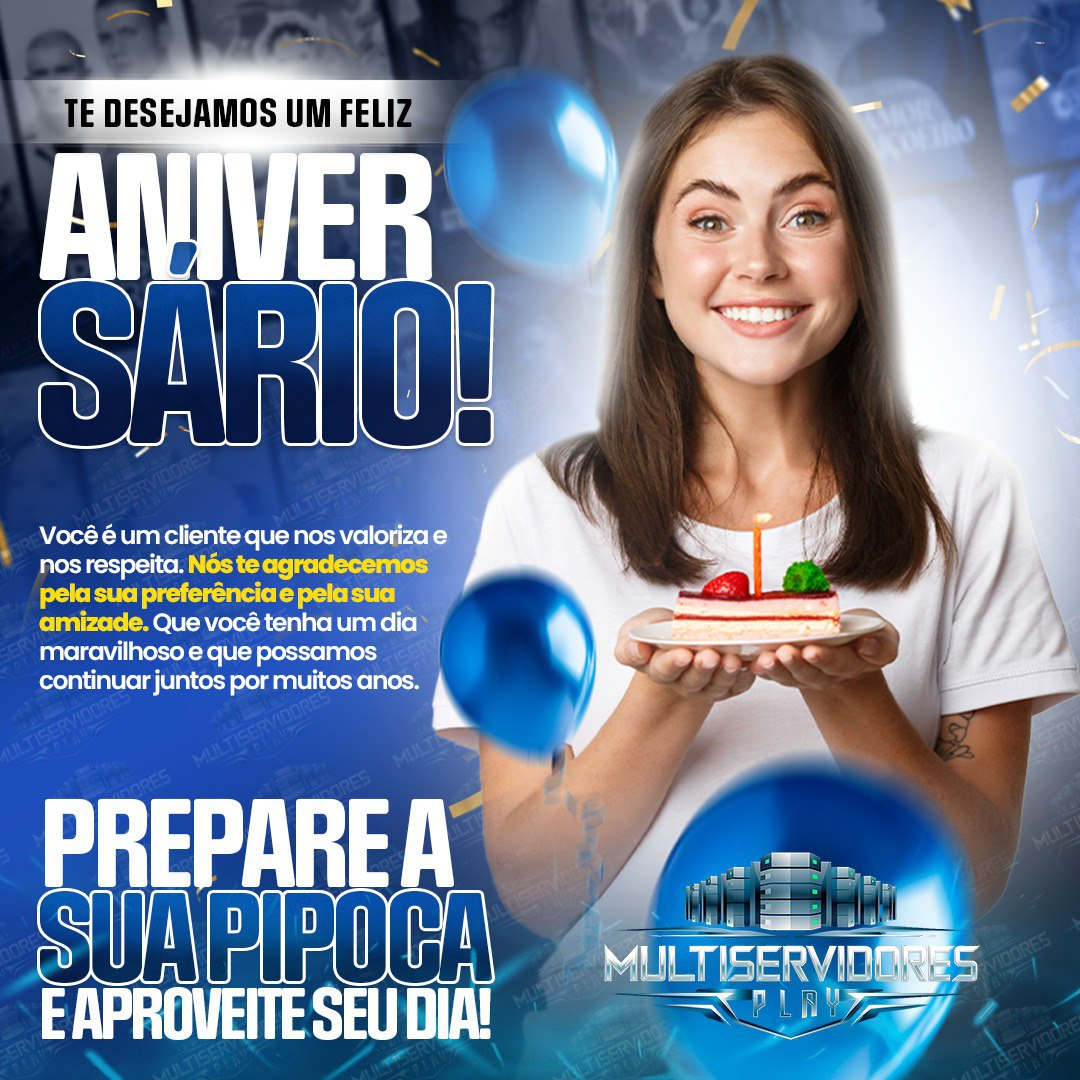 TE DESEJAMOS UM FELIZ
ANIVER
SÁRIO!
Você é um cliente que nos valoriza e
nos respeita. Nós te agradecemos
pela sua preferência e pela sua
amizade. Que você tenha um dia
maravilhoso e que possamos
continuar juntos por muitos anos.
PREPARE A
SUA PIPOCA
E APROVEITE SEU DIA!
MULTISERVIDORES
PLAY